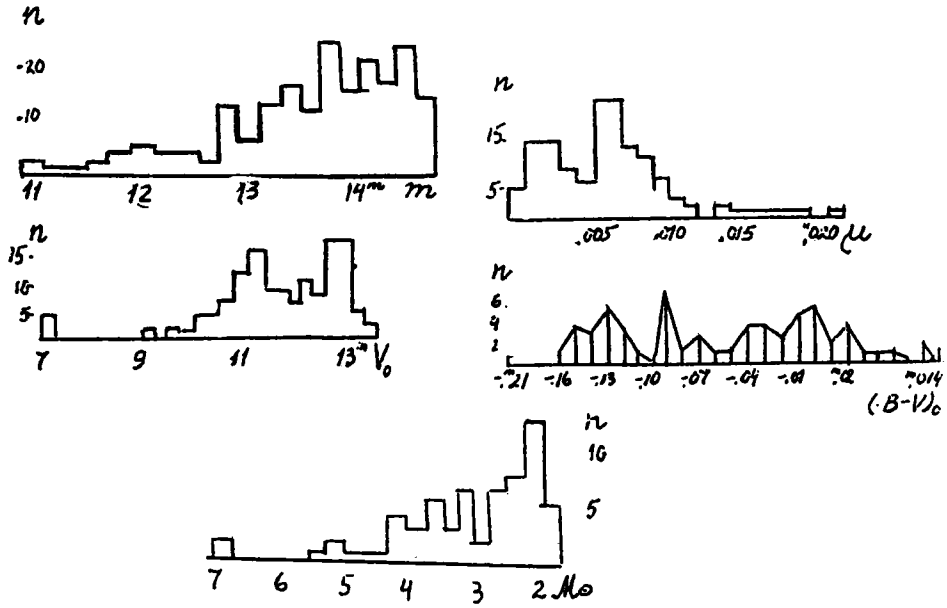 n
-20
-10
11 12 13 14ᵐ m
n
15-
5-
.005 .010 .015 .020 μ
n
15-
10-
5-
7 9 11 13ᵐ V₀
n
6
4
2
-.21 -.16 -.13 -.10 -.07 -.04 -.01 .02 .014
(B-V)₀
n
10
5
7 6 5 4 3 2 M₀